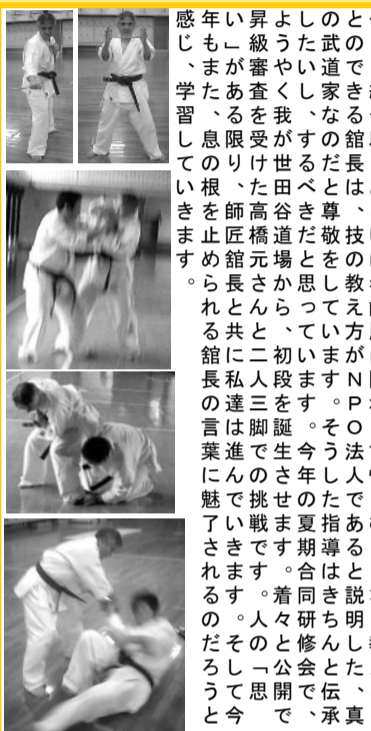 とのできる館長は、技の教え方がNPO法人であると説明した、真
の武道家なのだと尊敬をしています。そうした指導はきちんと伝承
したいし、するべきだと思っています。今年の夏期合同研修会で、
ようやく我が世田谷道場から、初段を誕生させます。着々と公開で
昇級審査を受けた高橋元さんと二人三脚での挑戦です。人の「思
い」がある限り、師匠館長と共に私達は進んでいきます。そして今
年もまた、息の根を止められる館長の言葉に魅了されるのだろうと
感じ、学習していきます。